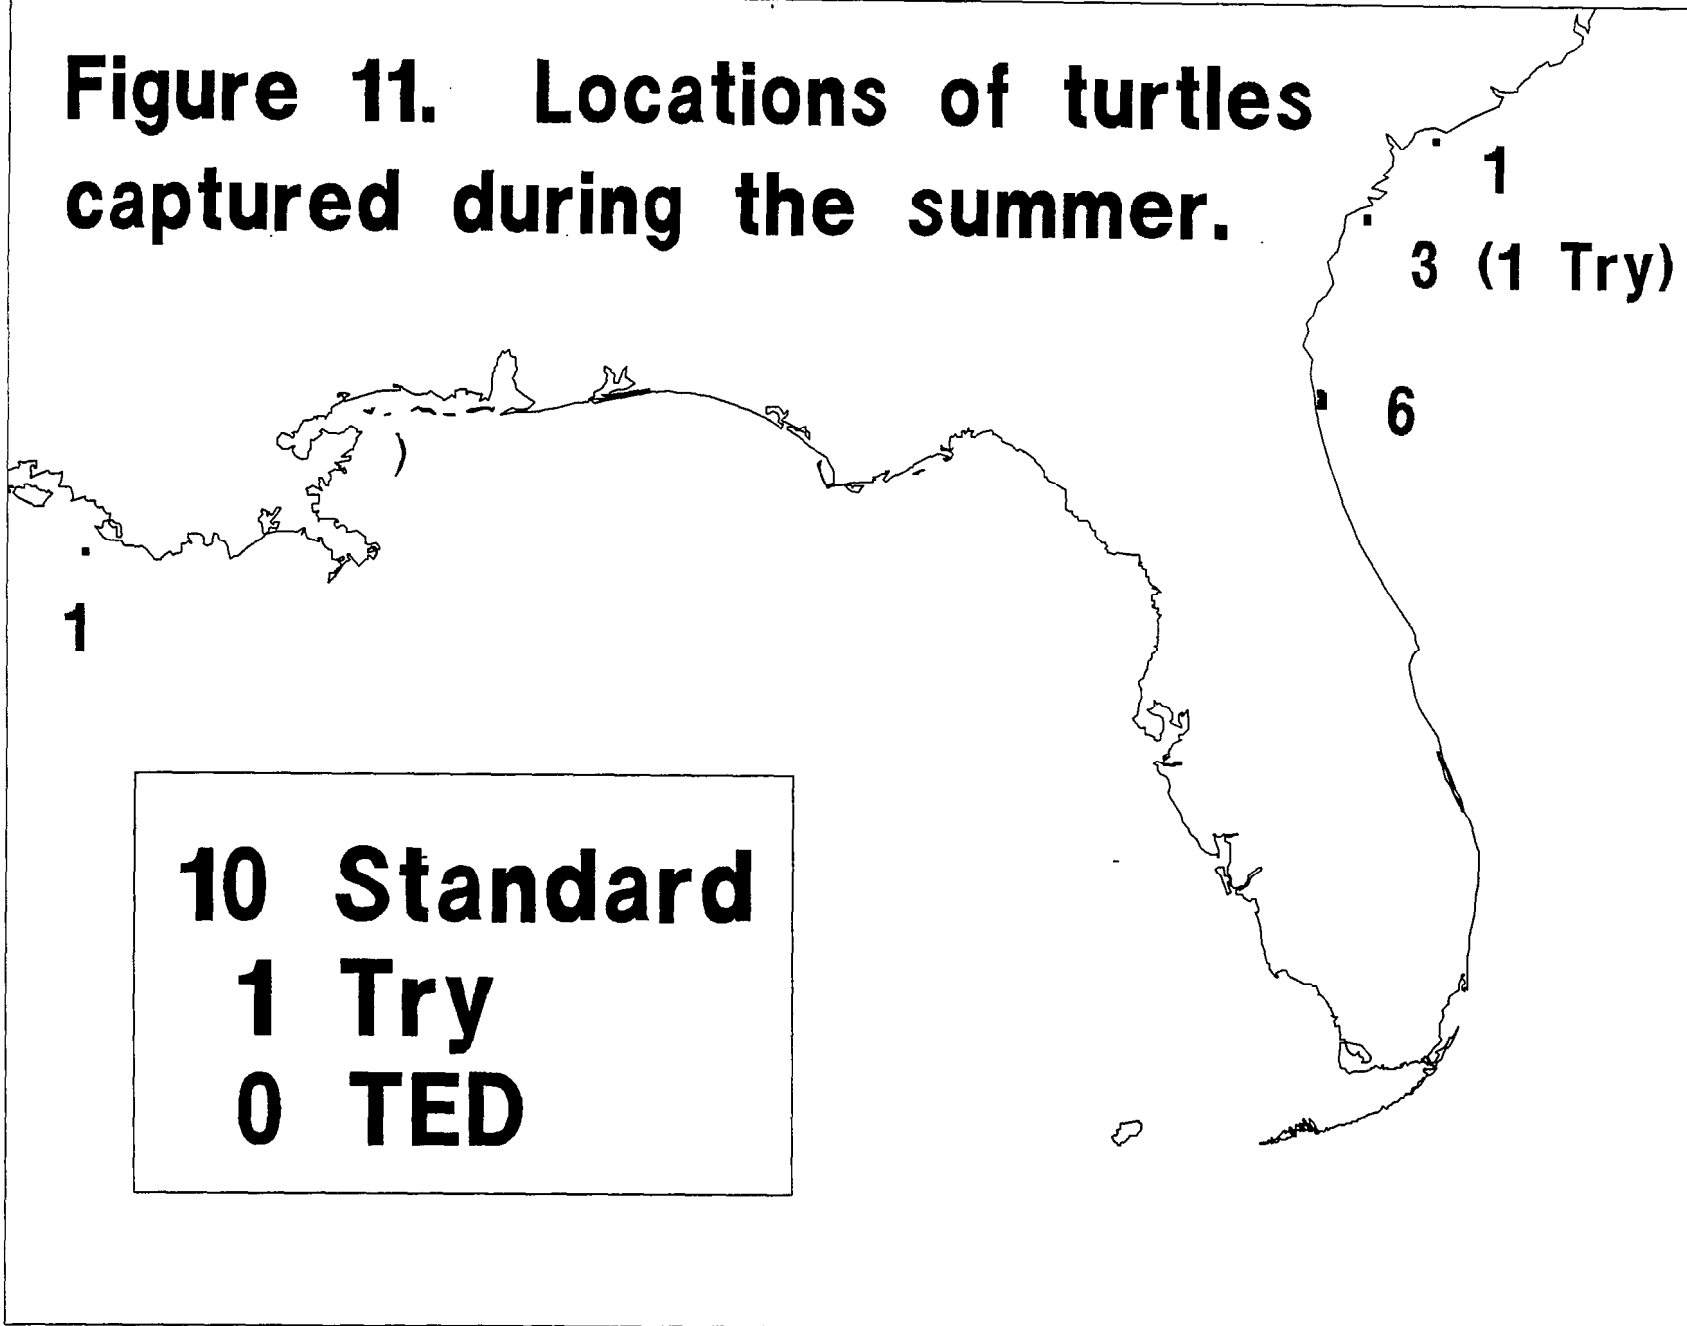 Figure 11. Locations of turtles
captured during the summer.
1
3 (1 Try)
6
1
10 Standard
1 Try
0 TED